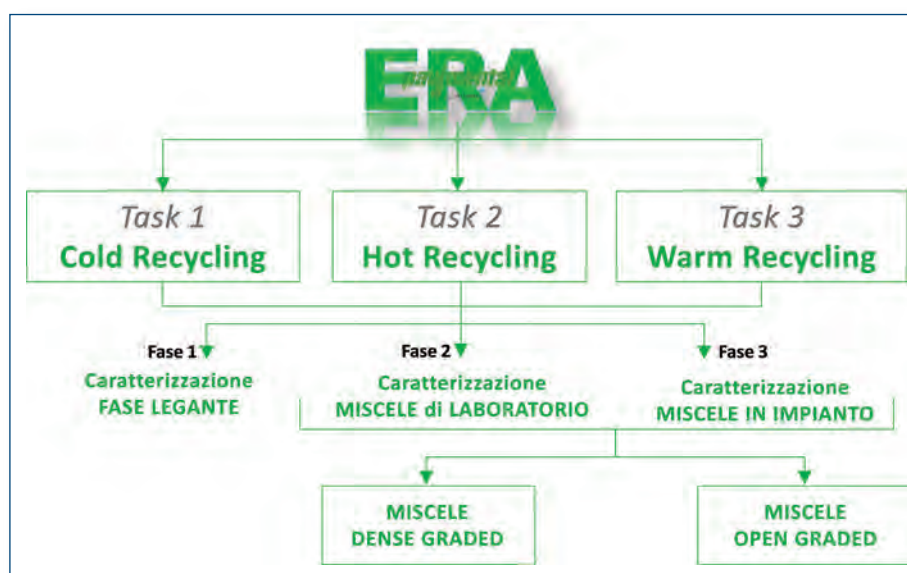 ERA
Task 1
Cold Recycling
Task 2
Hot Recycling
Task 3
Warm Recycling
Fase 1
Caratterizzazione
FASE LEGANTE
Fase 2
Caratterizzazione
MISCELE di LABORATORIO
Fase 3
Caratterizzazione
MISCELE IN IMPIANTO
MISCELE
DENSE GRADED
MISCELE
OPEN GRADED